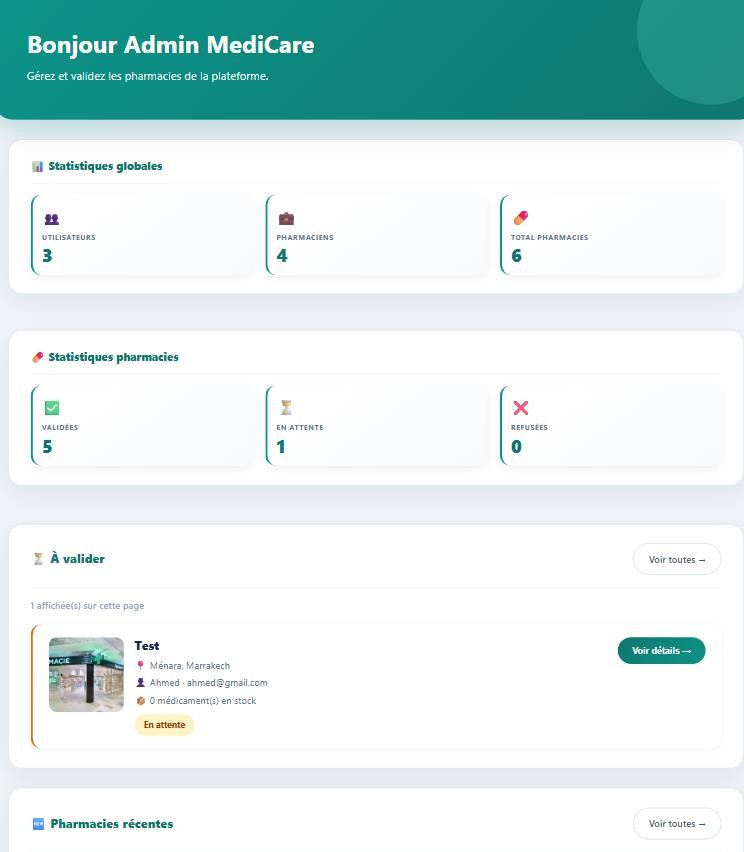 Bonjour Admin MediCare
Gérez et validez les pharmacies de la plateforme.
Statistiques globales
UTILISATEURS
3
PHARMACIENS
4
TOTAL PHARMACIES
6
Statistiques pharmacies
VALIDÉES
5
EN ATTENTE
1
REFUSÉES
0
À valider
Voir toutes →
1 affichée(s) sur cette page
MACIE
Test
Ménara, Marrakech
Ahmed · ahmed@gmail.com
0 médicament(s) en stock
En attente
Voir détails →
NEW
Pharmacies récentes
Voir toutes →